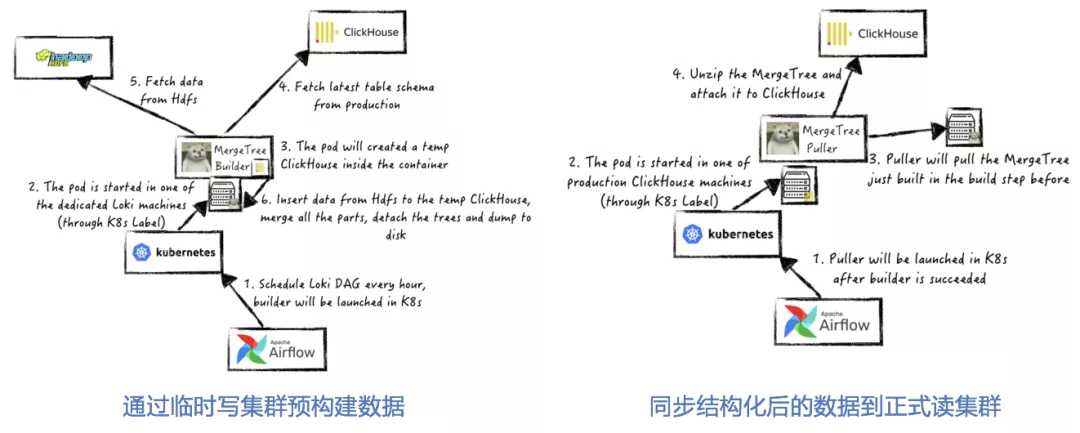 hadoop
HDFS
ClickHouse
5. Fetch data
from Hdfs
4. Fetch latest table schema
from production
MergeTree
Builder
3. The pod will created a temp
ClickHouse inside the container
2. The pod is started in one of
the dedicated Loki machines
(through K8s Label)
6. Insert data from Hdfs to the temp ClickHouse,
merge all the parts, detach the trees and dump to
disk
kubernetes
1. Schedule Loki DAG every hour,
builder will be launched in K8s
Apache
Airflow
通过临时写集群预构建数据
ClickHouse
4. Unzip the MergeTree and
attach it to ClickHouse
MergeTree
Puller
2. The pod is started in one of
production ClickHouse machines
(through K8s Label)
3. Puller will pull the MergeTree
just built in the build step before
kubernetes
1. Puller will be launched in K8s
after builder is succeeded
Apache
Airflow
同步结构化后的数据到正式读集群